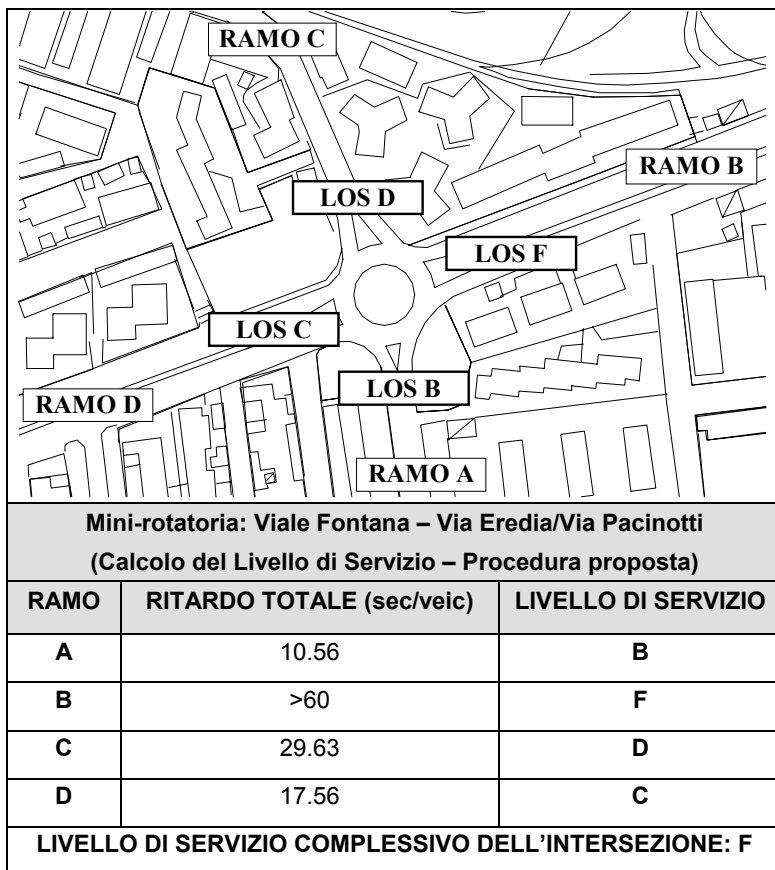 RAMO C
RAMO B
LOS D
LOS F
LOS C
LOS B
RAMO D
RAMO A
Mini-rotatoria: Viale Fontana – Via Eredia/Via Pacinotti
(Calcolo del Livello di Servizio – Procedura proposta)
RAMO RITARDO TOTALE (sec/veic) LIVELLO DI SERVIZIO
A 10.56 B
B >60 F
C 29.63 D
D 17.56 C
LIVELLO DI SERVIZIO COMPLESSIVO DELL'INTERSEZIONE: F